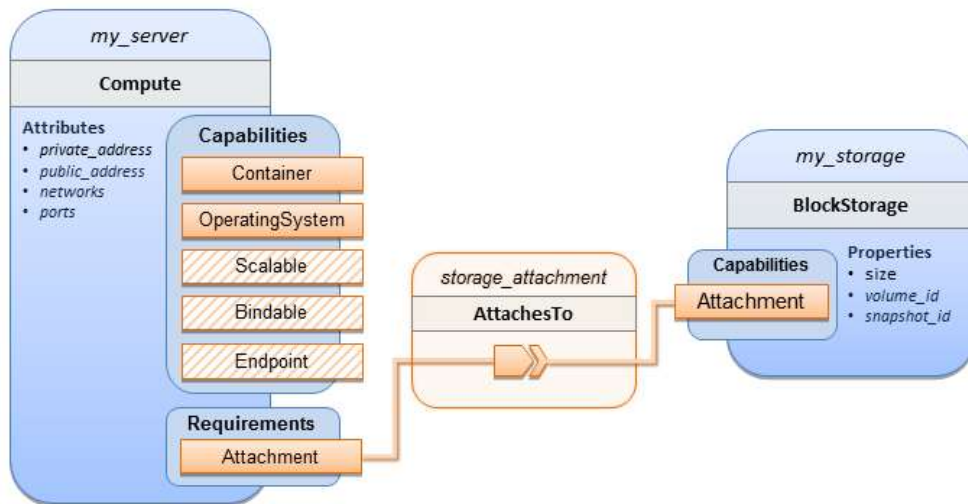 my_server
Compute
Attributes
• private_address
• public_address
• networks
• ports
Capabilities
Container
OperatingSystem
Scalable
Bindable
Endpoint
Requirements
Attachment
storage_attachment
AttachesTo
my_storage
BlockStorage
Capabilities
Attachment
Properties
• size
• volume_id
• snapshot_id